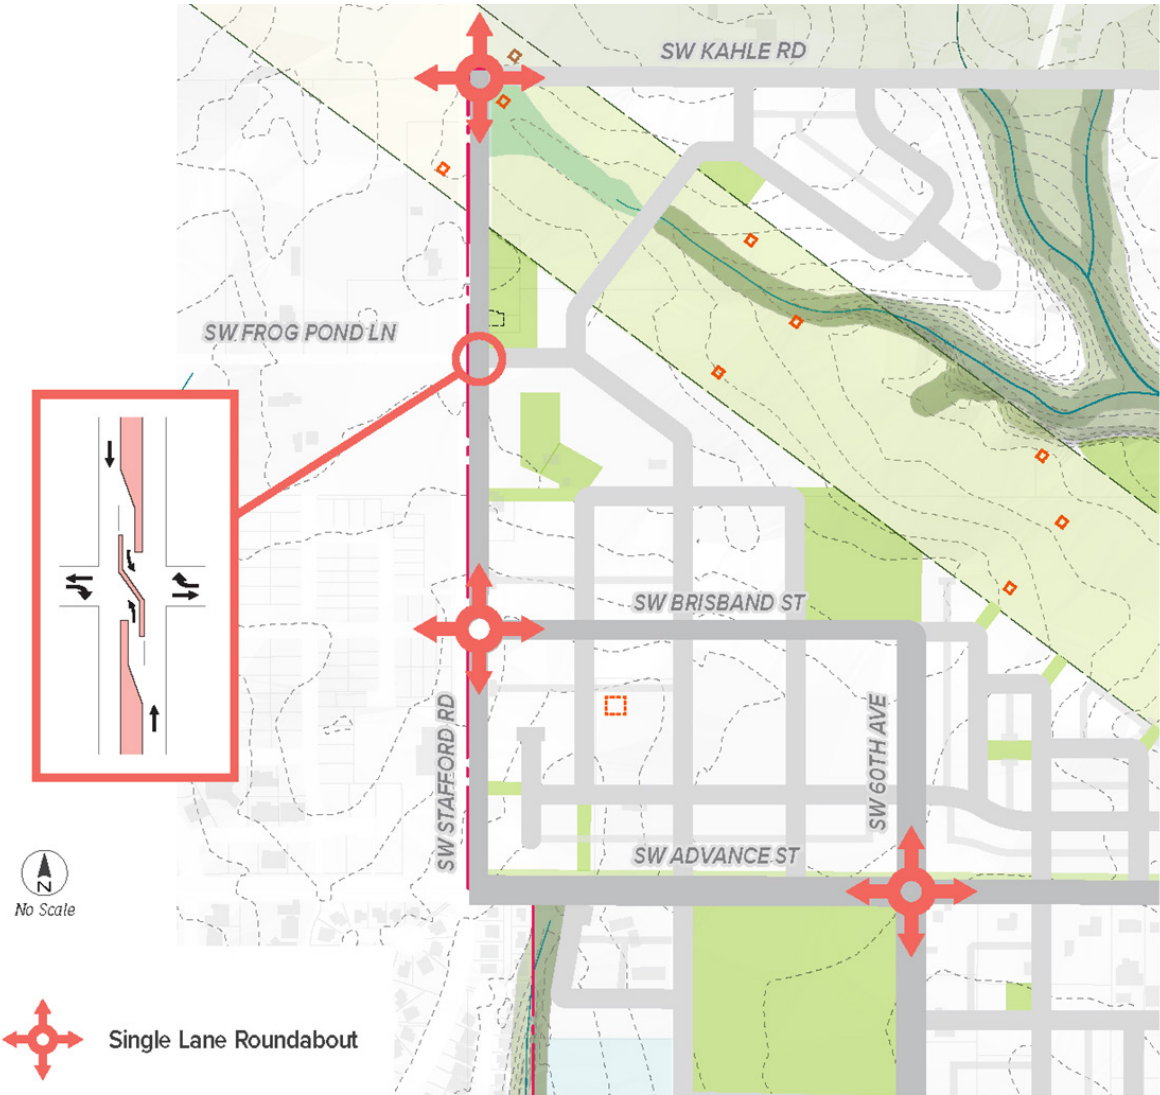 SW KAHLE RD
SW FROG POND LN
SW BRISBAND ST
SW STAFFORD RD
SW 60TH AVE
SW ADVANCE ST
N
No Scale
Single Lane Roundabout